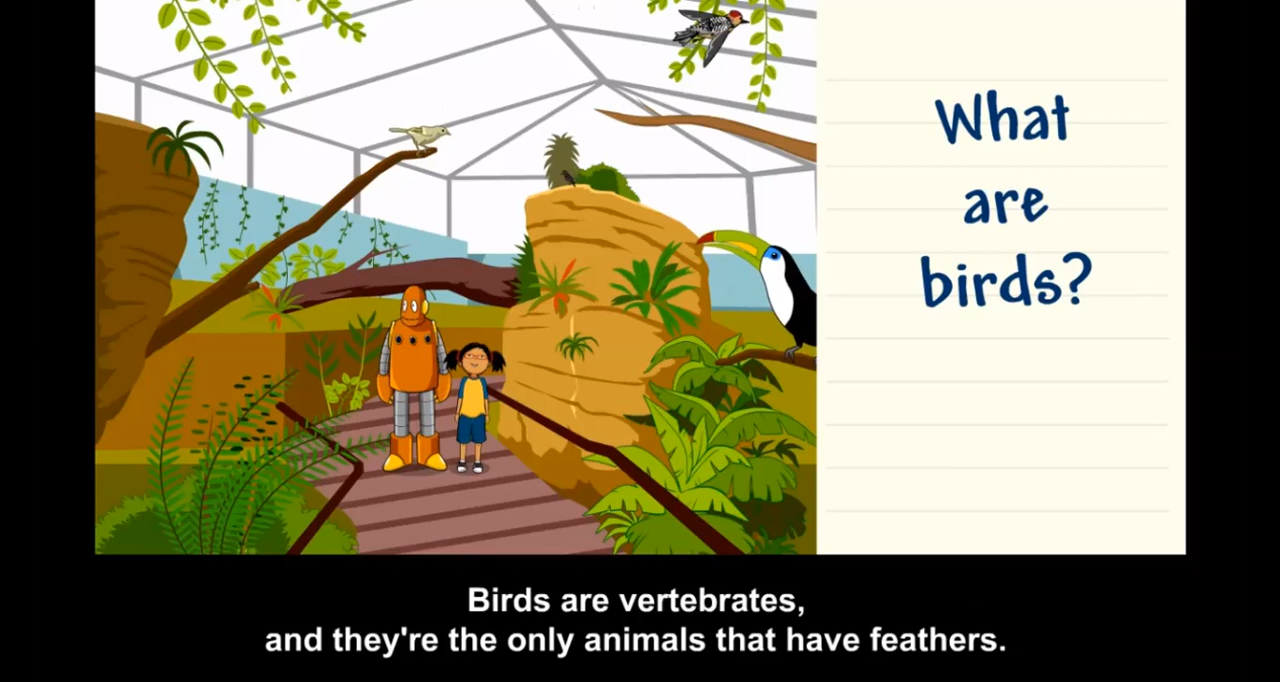 What
are
birds?
Birds are vertebrates,
and they're the only animals that have feathers.